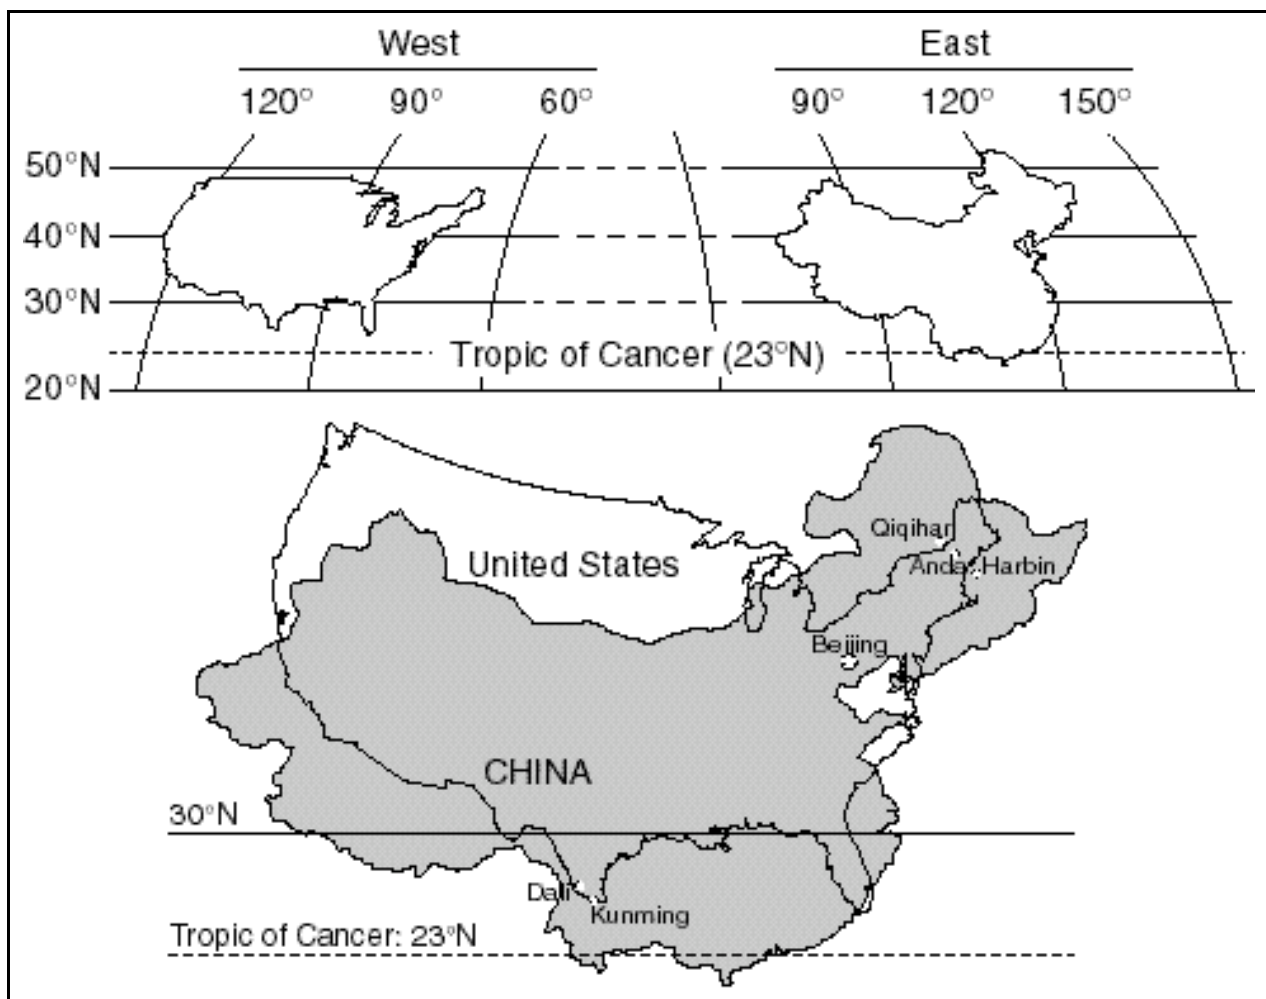 West East
120° 90° 60° 90° 120° 150°
50°N
40°N
30°N
Tropic of Cancer (23°N)
20°N
Qiqihar
United States
Anda Harbin
Beijing
CHINA
30°N
Dali
Kunming
Tropic of Cancer: 23°N